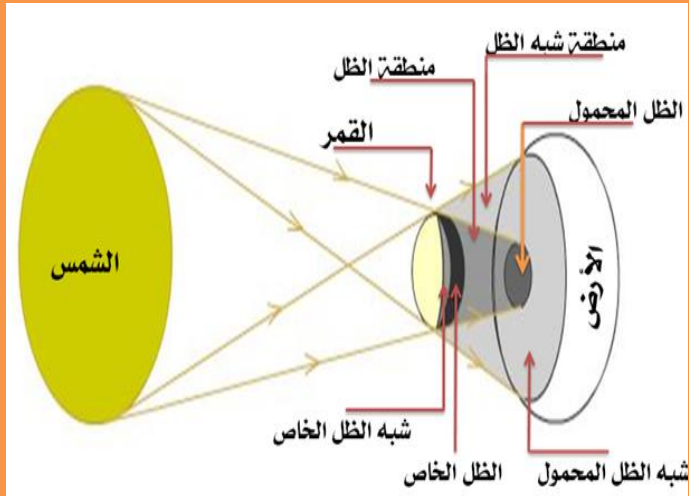 منطقة شبه الظل
منطقة الظل
الظل المحمول
القمر
الشمس
الأرض
شبه الظل الخاص
الظل الخاص
شبه الظل المحمول